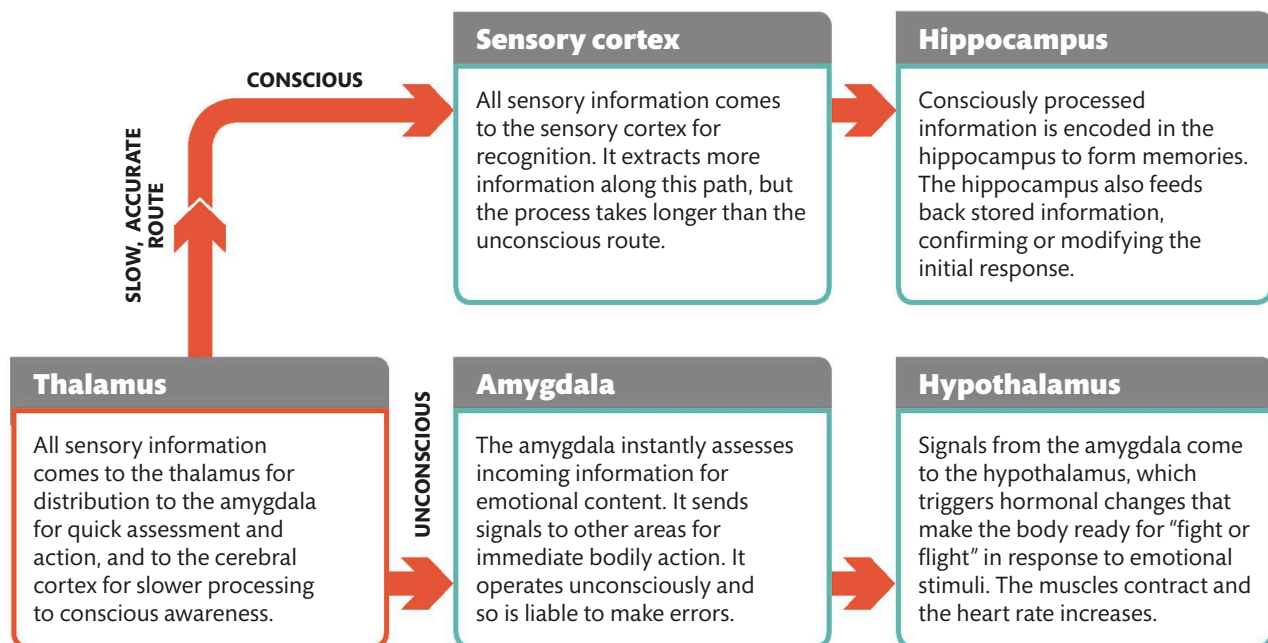 CONSCIOUS
SLOW, ACCURATE
ROUTE
Sensory cortex
All sensory information comes
to the sensory cortex for
recognition. It extracts more
information along this path, but
the process takes longer than the
unconscious route.
Hippocampus
Consciously processed
information is encoded in the
hippocampus to form memories.
The hippocampus also feeds
back stored information,
confirming or modifying the
initial response.
Thalamus
All sensory information
comes to the thalamus for
distribution to the amygdala
for quick assessment and
action, and to the cerebral
cortex for slower processing
to conscious awareness.
UNCONSCIOUS
Amygdala
The amygdala instantly assesses
incoming information for
emotional content. It sends
signals to other areas for
immediate bodily action. It
operates unconsciously and
so is liable to make errors.
Hypothalamus
Signals from the amygdala come
to the hypothalamus, which
triggers hormonal changes that
make the body ready for “fight or
flight” in response to emotional
stimuli. The muscles contract and
the heart rate increases.